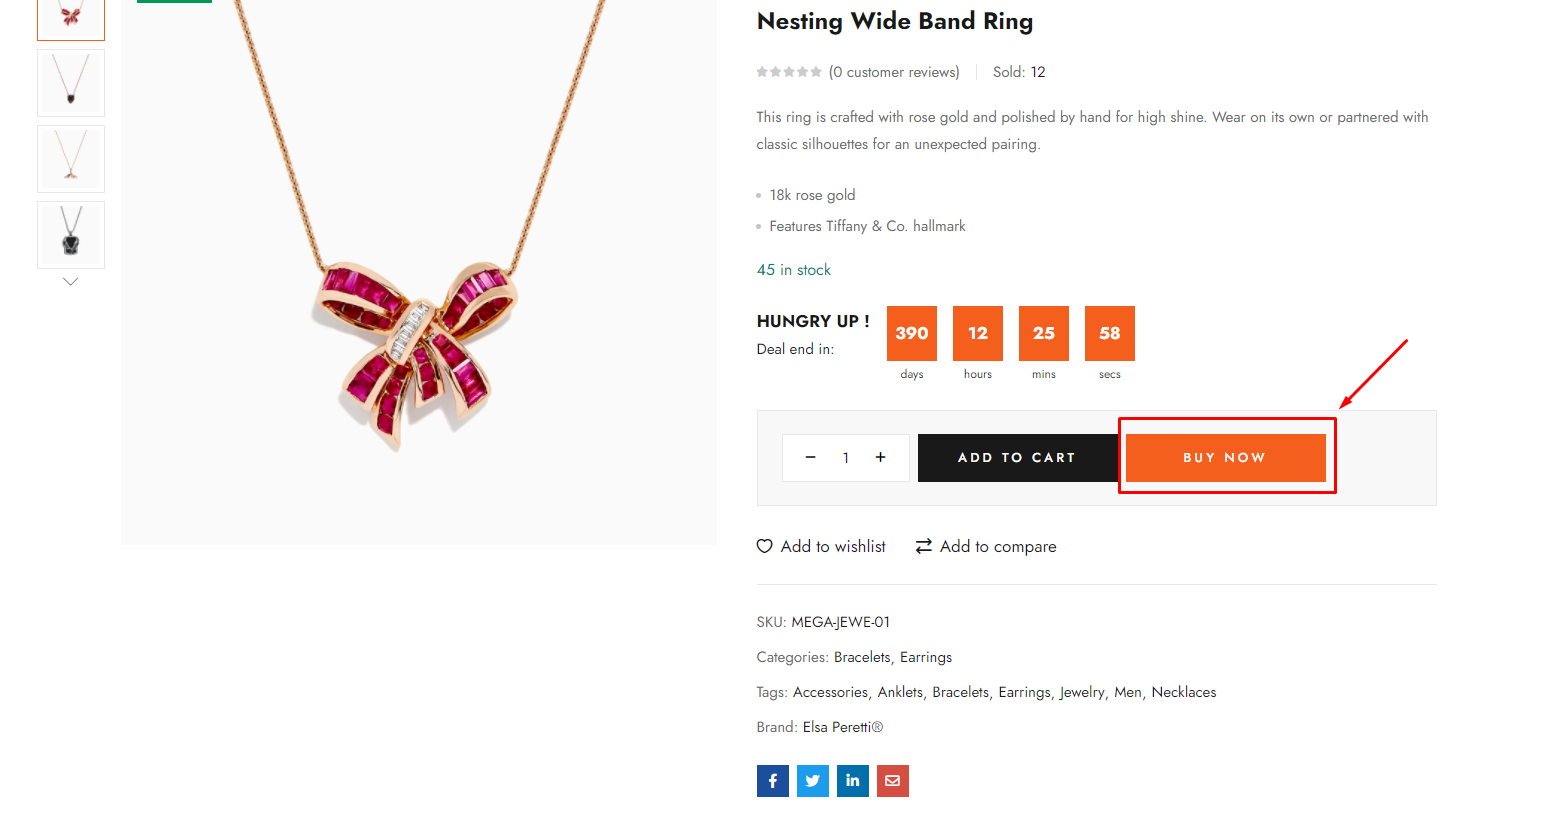 Nesting Wide Band Ring
(0 customer reviews) Sold: 12
This ring is crafted with rose gold and polished by hand for high shine. Wear on its own or partnered with
classic silhouettes for an unexpected pairing.
18k rose gold
Features Tiffany & Co. hallmark
45 in stock
HUNGRY UP !
Deal end in:
390 12 25 58
days hours mins secs
− 1 + ADD TO CART BUY NOW
Add to wishlist Add to compare
SKU: MEGA-JEWE-01
Categories: Bracelets, Earrings
Tags: Accessories, Anklets, Bracelets, Earrings, Jewelry, Men, Necklaces
Brand: Elsa Peretti®